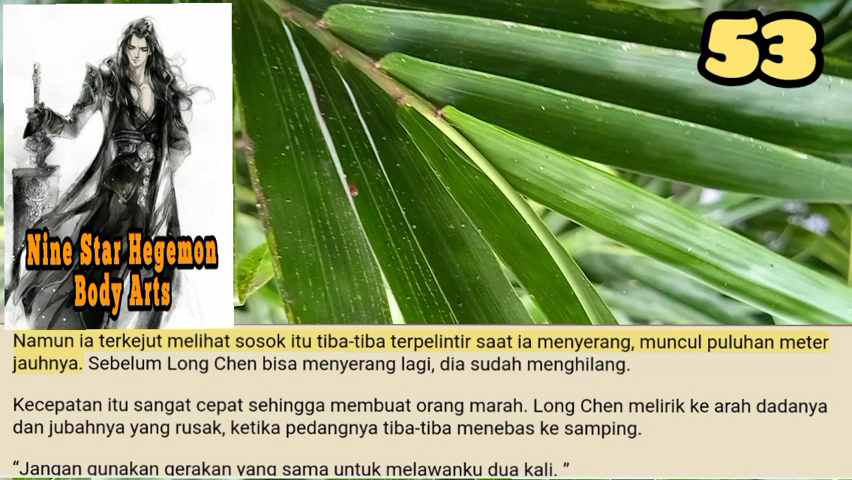 53
Nine Star Hegemon
Body Arts
Namun ia terkejut melihat sosok itu tiba-tiba terpelintir saat ia menyerang, muncul puluhan meter
jauhnya. Sebelum Long Chen bisa menyerang lagi, dia sudah menghilang.
Kecepatan itu sangat cepat sehingga membuat orang marah. Long Chen melirik ke arah dadanya
dan jubahnya yang rusak, ketika pedangnya tiba-tiba menebas ke samping.
“Jangan gunakan gerakan yang sama untuk melawanku dua kali. ”